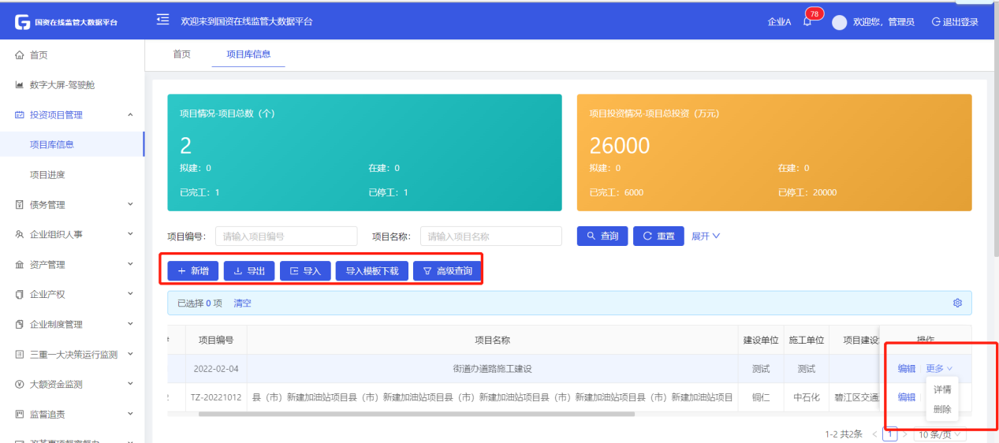 国资在线监管大数据平台
欢迎来到国资在线监管大数据平台
企业A
78
欢迎您，管理员
退出登录
首页
数字大屏-驾驶舱
投资项目管理
项目库信息
项目进度
债务管理
企业组织人事
资产管理
企业产权
企业制度管理
三重一大决策运行监测
大额资金监测
监督追责
首页
项目库信息
项目情况-项目总数（个）
2
拟建：0
在建：0
已完工：1
已停工：1
项目投资情况-项目总投资（万元）
26000
拟建：0
在建：0
已完工：6000
已停工：20000
项目编号：
请输入项目编号
项目名称：
请输入项目名称
查询
重置
展开
新增
导出
导入
导入模板下载
高级查询
已选择 0 项 清空
项目编号 项目名称 建设单位 施工单位 项目建设 操作
2022-02-04 街道办道路施工建设 测试 测试 编辑 更多
TZ-20221012 县（市）新建加油站项目县（市）新建加油站项目县（市）新建加油站项目县（市）新建加油站项目县（市）新建加油站项目 铜仁 中石化 碧江区交通 编辑
详情
删除
1-2 共2条 < 1 > 10 条/页